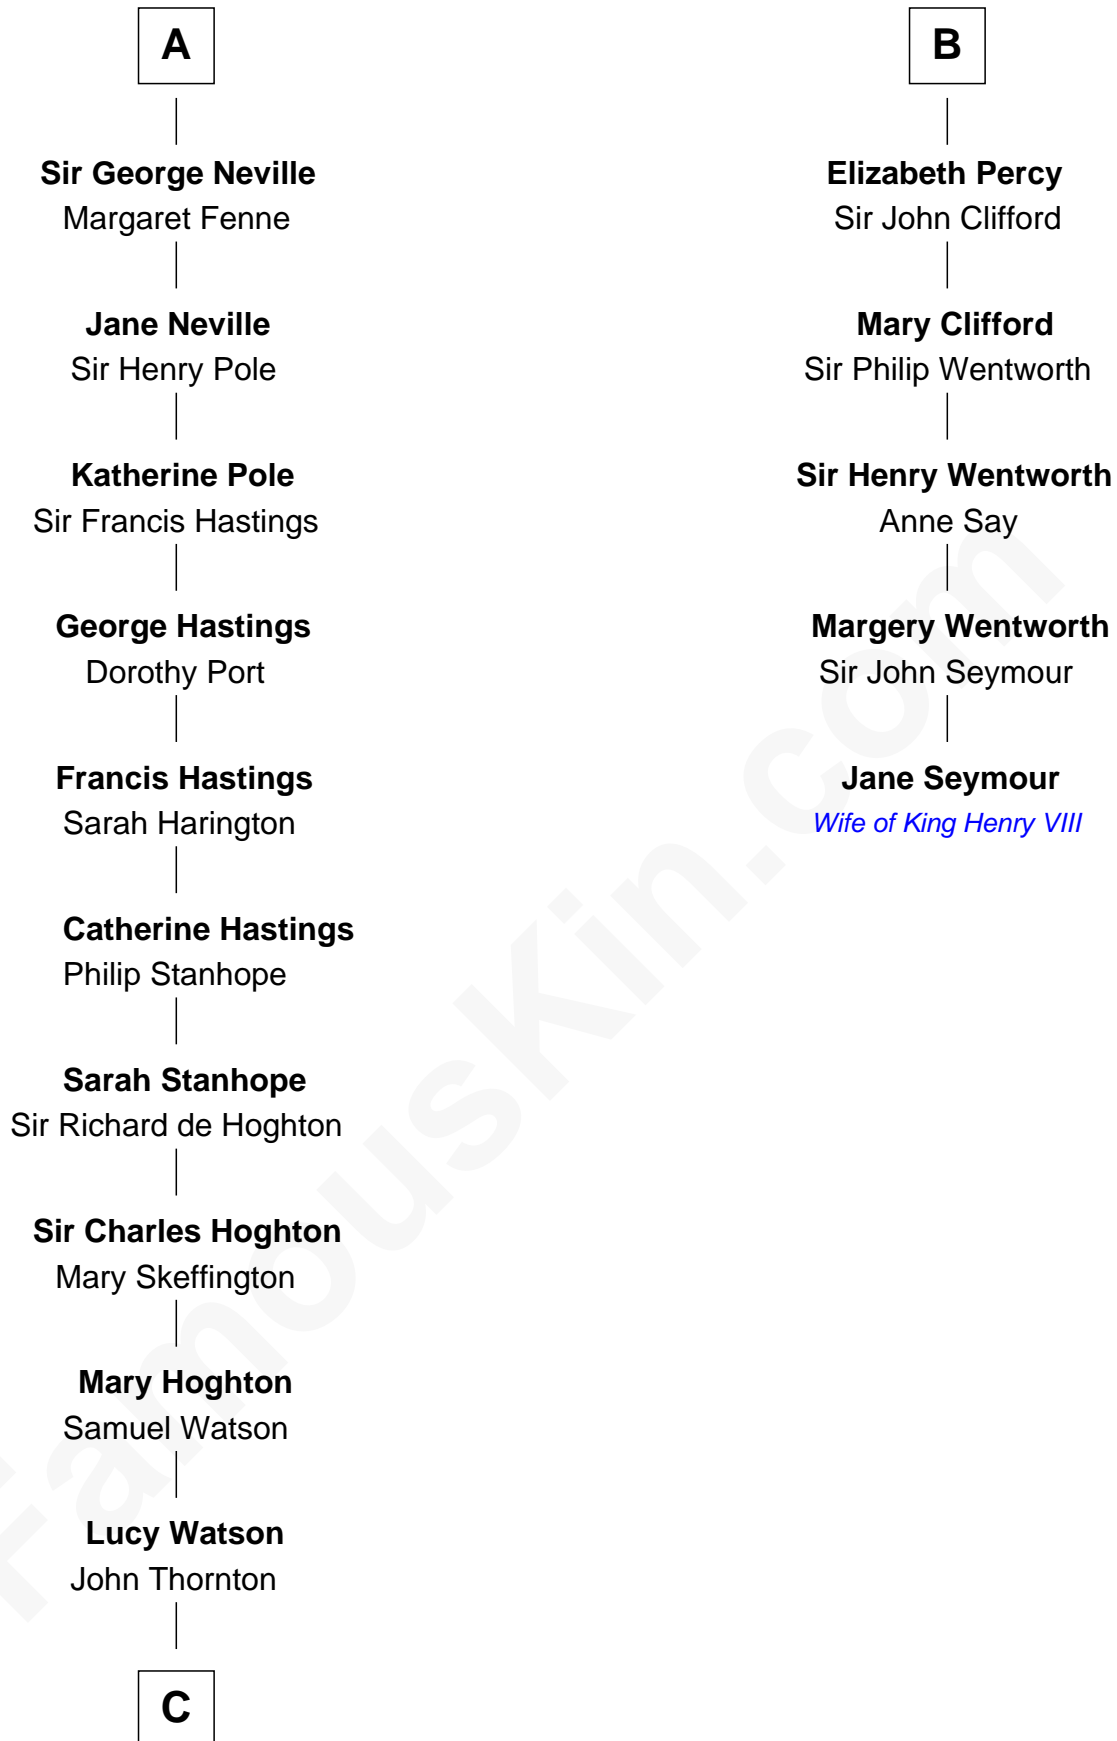 A
Sir George Neville
Margaret Fenne
Jane Neville
Sir Henry Pole
Katherine Pole
Sir Francis Hastings
George Hastings
Dorothy Port
Francis Hastings
Sarah Harington
Catherine Hastings
Philip Stanhope
Sarah Stanhope
Sir Richard de Hoghton
Sir Charles Hoghton
Mary Skeffington
Mary Hoghton
Samuel Watson
Lucy Watson
John Thornton
C
B
Elizabeth Percy
Sir John Clifford
Mary Clifford
Sir Philip Wentworth
Sir Henry Wentworth
Anne Say
Margery Wentworth
Sir John Seymour
Jane Seymour
Wife of King Henry VIII
FamousKin.com